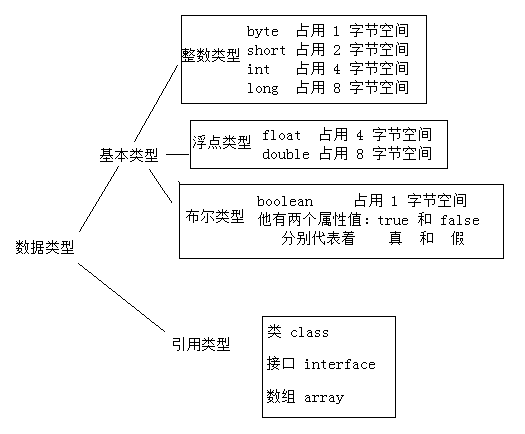 数据类型
基本类型
整数类型
byte 占用 1 字节空间
short 占用 2 字节空间
int 占用 4 字节空间
long 占用 8 字节空间
浮点类型
float 占用 4 字节空间
double 占用 8 字节空间
布尔类型
boolean 占用 1 字节空间
他有两个属性值：true 和 false
分别代表着 真 和 假
引用类型
类 class
接口 interface
数组 array